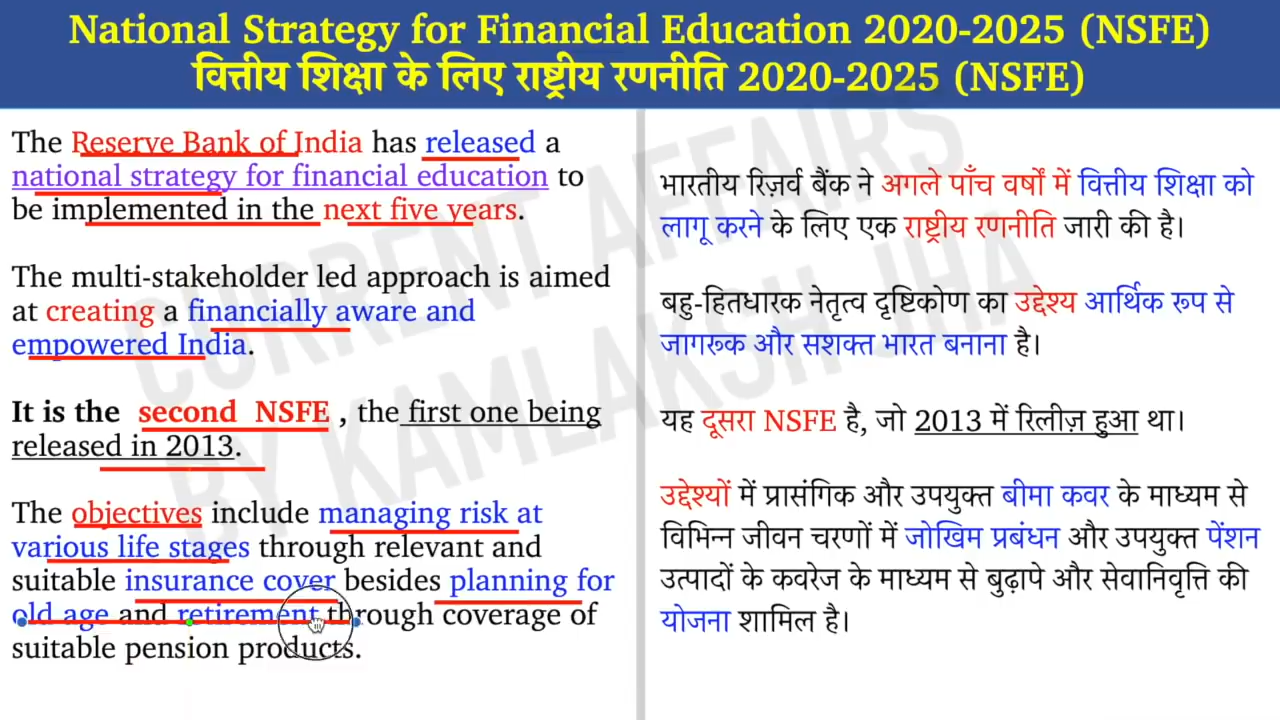 National Strategy for Financial Education 2020-2025 (NSFE)
वित्तीय शिक्षा के लिए राष्ट्रीय रणनीति 2020-2025 (NSFE)
The Reserve Bank of India has released a
national strategy for financial education to
be implemented in the next five years.
The multi-stakeholder led approach is aimed
at creating a financially aware and
empowered India.
It is the second NSFE , the first one being
released in 2013.
The objectives include managing risk at
various life stages through relevant and
suitable insurance cover besides planning for
old age and retirement through coverage of
suitable pension products.
भारतीय रिज़र्व बैंक ने अगले पाँच वर्षों में वित्तीय शिक्षा को
लागू करने के लिए एक राष्ट्रीय रणनीति जारी की है।
बहु-हितधारक नेतृत्व दृष्टिकोण का उद्देश्य आर्थिक रूप से
जागरूक और सशक्त भारत बनाना है।
यह दूसरा NSFE है, जो 2013 में रिलीज़ हुआ था।
उद्देश्यों में प्रासंगिक और उपयुक्त बीमा कवर के माध्यम से
विभिन्न जीवन चरणों में जोखिम प्रबंधन और उपयुक्त पेंशन
उत्पादों के कवरेज के माध्यम से बुढ़ापे और सेवानिवृत्ति की
योजना शामिल है।
CURRENT AFFAIRS
BY KAMLAKSH JHA